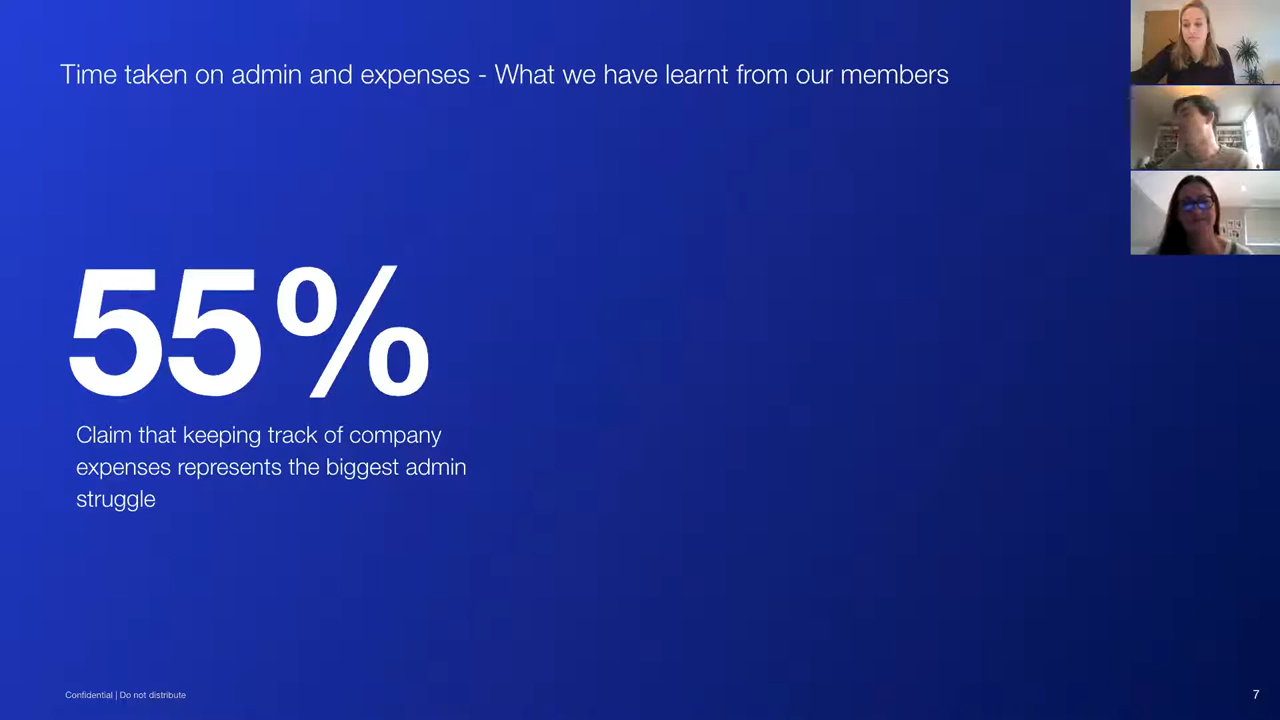 Time taken on admin and expenses - What we have learnt from our members
55%
Claim that keeping track of company
expenses represents the biggest admin
struggle
Confidential | Do not distribute
7